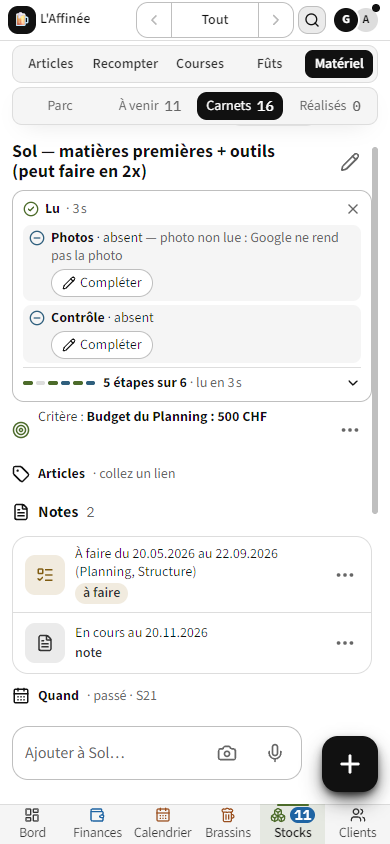 L'Affinée
Tout
G
A
Articles
Recompter
Courses
Fûts
Matériel
Parc
À venir 11
Carnets 16
Réalisés 0
Sol — matières premières + outils
(peut faire en 2x)
Lu · 3 s
Photos · absent — photo non lue : Google ne rend
pas la photo
Compléter
Contrôle · absent
Compléter
5 étapes sur 6 · lu en 3 s
Critère : Budget du Planning : 500 CHF
Articles · collez un lien
Notes 2
À faire du 20.05.2026 au 22.09.2026
(Planning, Structure)
à faire
En cours au 20.11.2026
note
Quand · passé · S21
Ajouter à Sol…
Bord
Finances
Calendrier
Brassins
11
Stocks
Clients